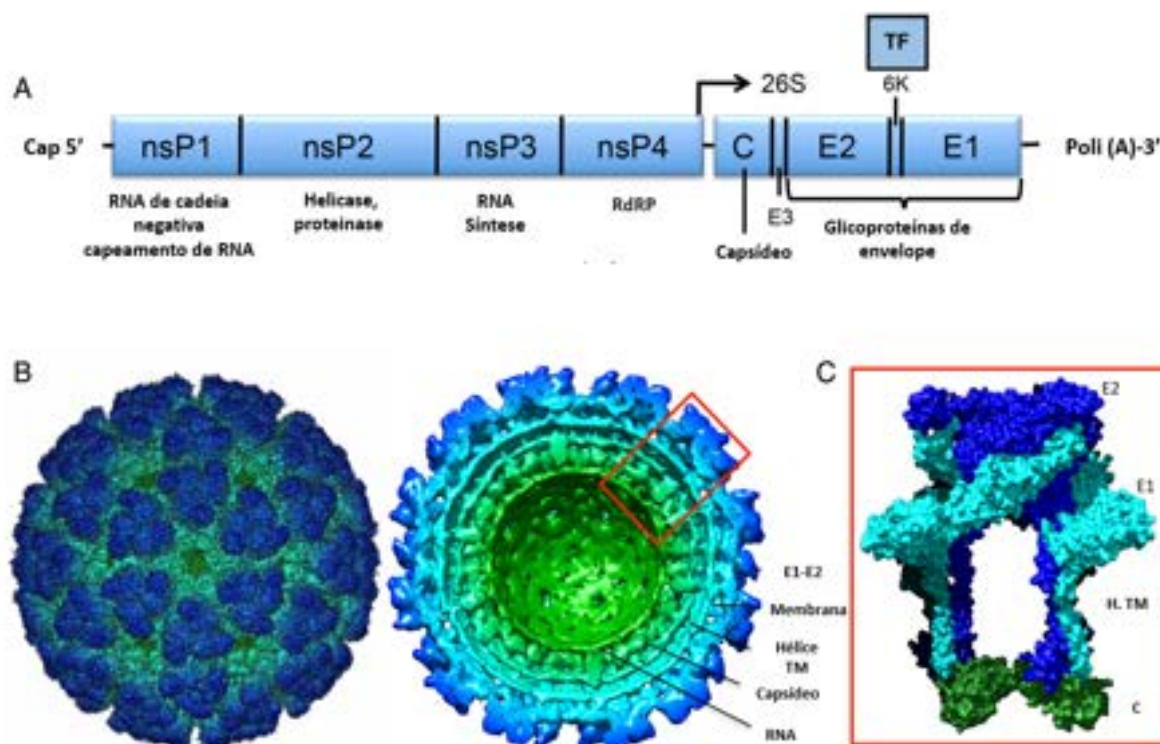 A
TF
26S
6K
Cap 5’
nsP1
nsP2
nsP3
nsP4
C
E2
E1
Poli (A)-3’
RNA de cadeia
negativa
capeamento de RNA
Helicase,
proteinase
RNA
Síntese
RdRP
E3
Capsídeo
Glicoproteínas de
envelope
B
E1-E2
Membrana
Hélice
TM
Capsídeo
RNA
C
E2
E1
H. TM
C